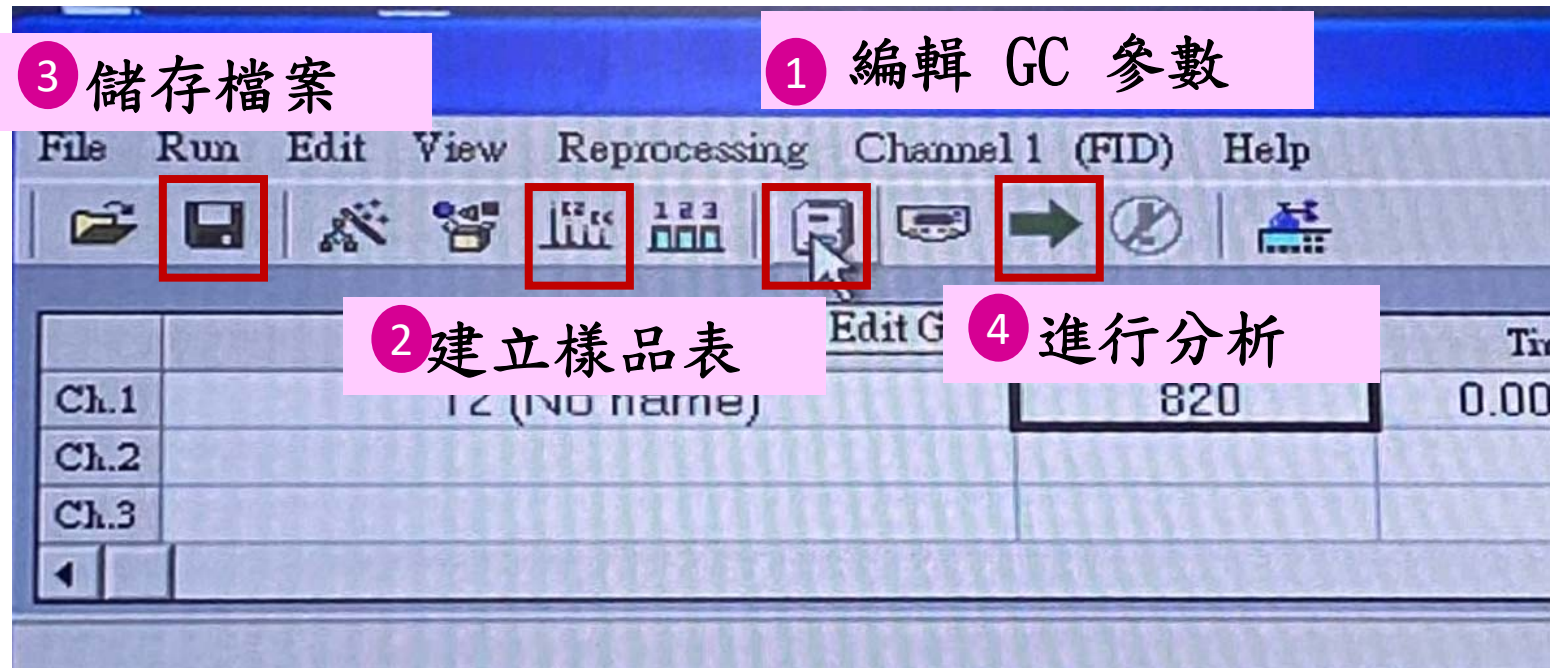 3 儲存檔案
1 編輯 GC 參數
File Run Edit View Reprocessing Channel 1 (FID) Help
1 2 3
2 建立樣品表
Edit G
4 進行分析
Ch.1 12 (No name) 820 0.00
Ch.2
Ch.3